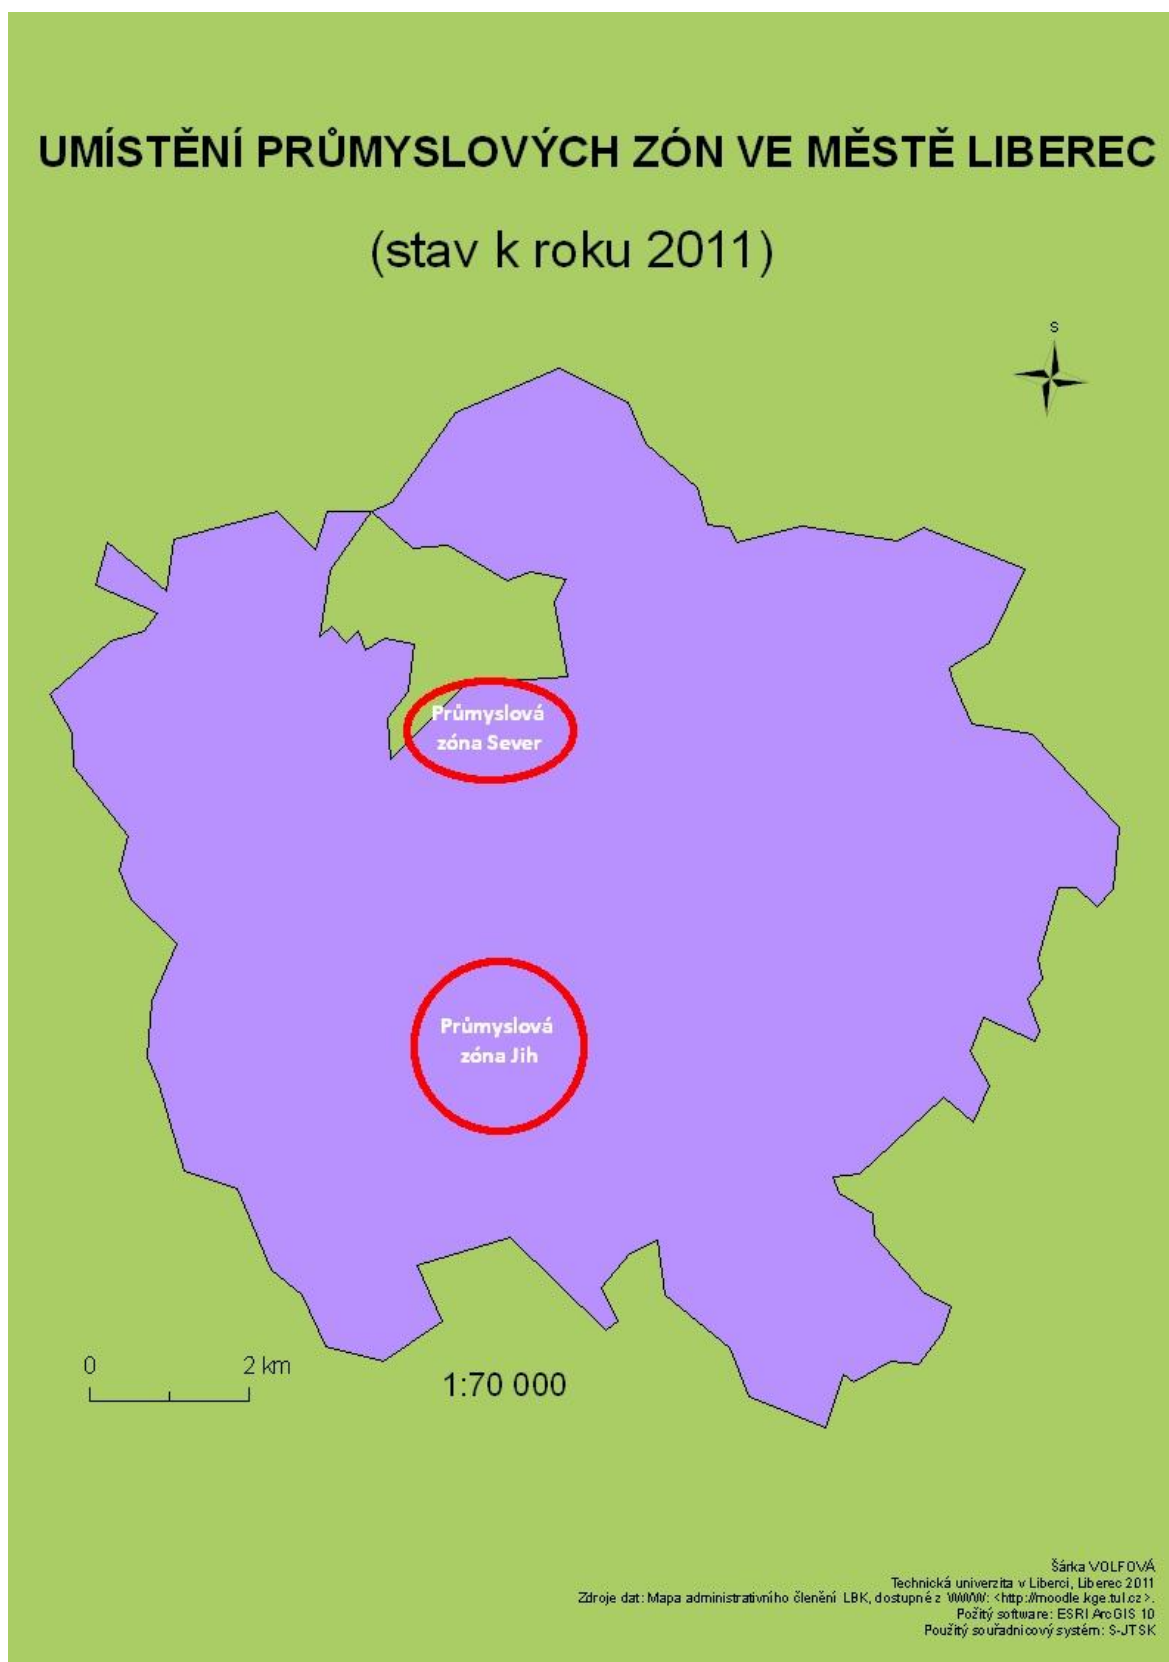 UMÍSTĚNÍ PRŮMYSLOVÝCH ZÓN VE MĚSTĚ LIBEREC
(stav k roku 2011)
S
Průmyslová
zóna Sever
Průmyslová
zóna Jih
0 2 km
1:70 000
Šárka VOLFOVÁ
Technická univerzita v Liberci, Liberec 2011
Zdroje dat: Mapa administrativního členění LBK, dostupné z WWW: <http://moodle.kge.tul.cz>.
Požitý software: ESRI ArcGIS 10
Použitý souřadnicový systém: S-JTSK